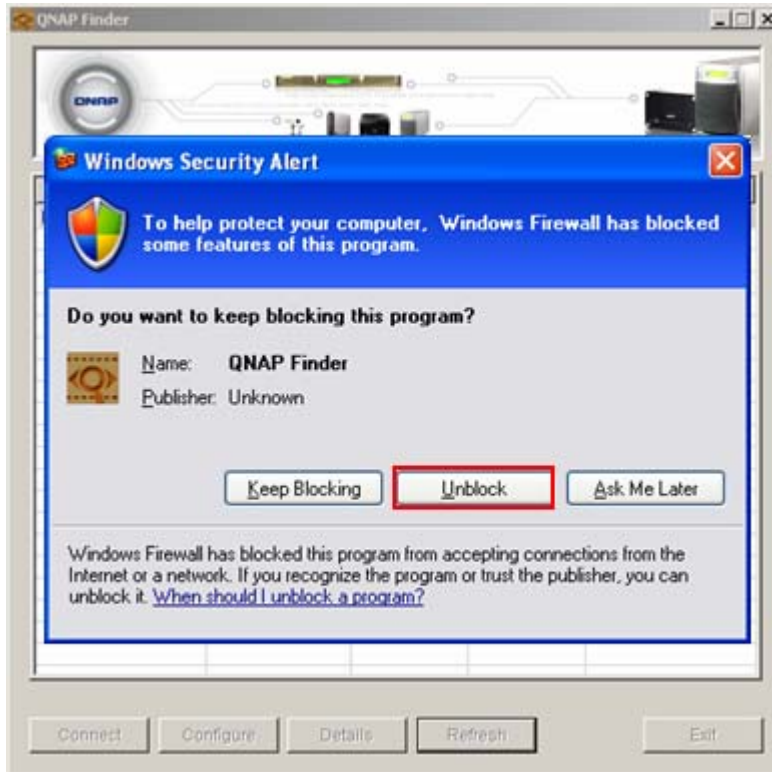 QNAP Finder
QNAP
Windows Security Alert
To help protect your computer, Windows Firewall has blocked
some features of this program.
Do you want to keep blocking this program?
Name: QNAP Finder
Publisher: Unknown
Keep Blocking Unblock Ask Me Later
Windows Firewall has blocked this program from accepting connections from the
Internet or a network. If you recognize the program or trust the publisher, you can
unblock it. When should I unblock a program?
Connect Configure Details Refresh Exit